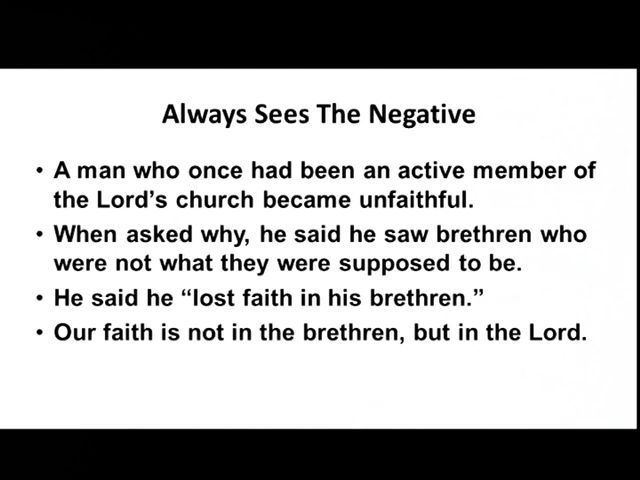 Always Sees The Negative
• A man who once had been an active member of
the Lord’s church became unfaithful.
• When asked why, he said he saw brethren who
were not what they were supposed to be.
• He said he “lost faith in his brethren.”
• Our faith is not in the brethren, but in the Lord.